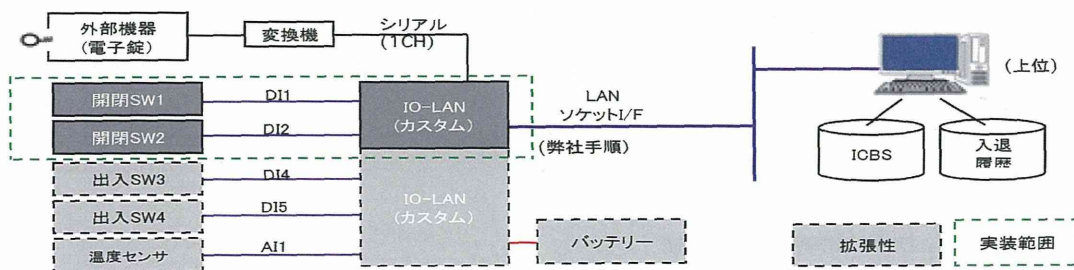 外部機器
(電子錠)
変換機
シリアル
(1CH)
開閉SW1
DI1
開閉SW2
DI2
IO-LAN
(カスタム)
LAN
ソケットI/F
(弊社手順)
(上位)
ICBS
入退
履歴
出入SW3
DI4
出入SW4
DI5
温度センサ
AI1
IO-LAN
(カスタム)
バッテリー
拡張性
実装範囲